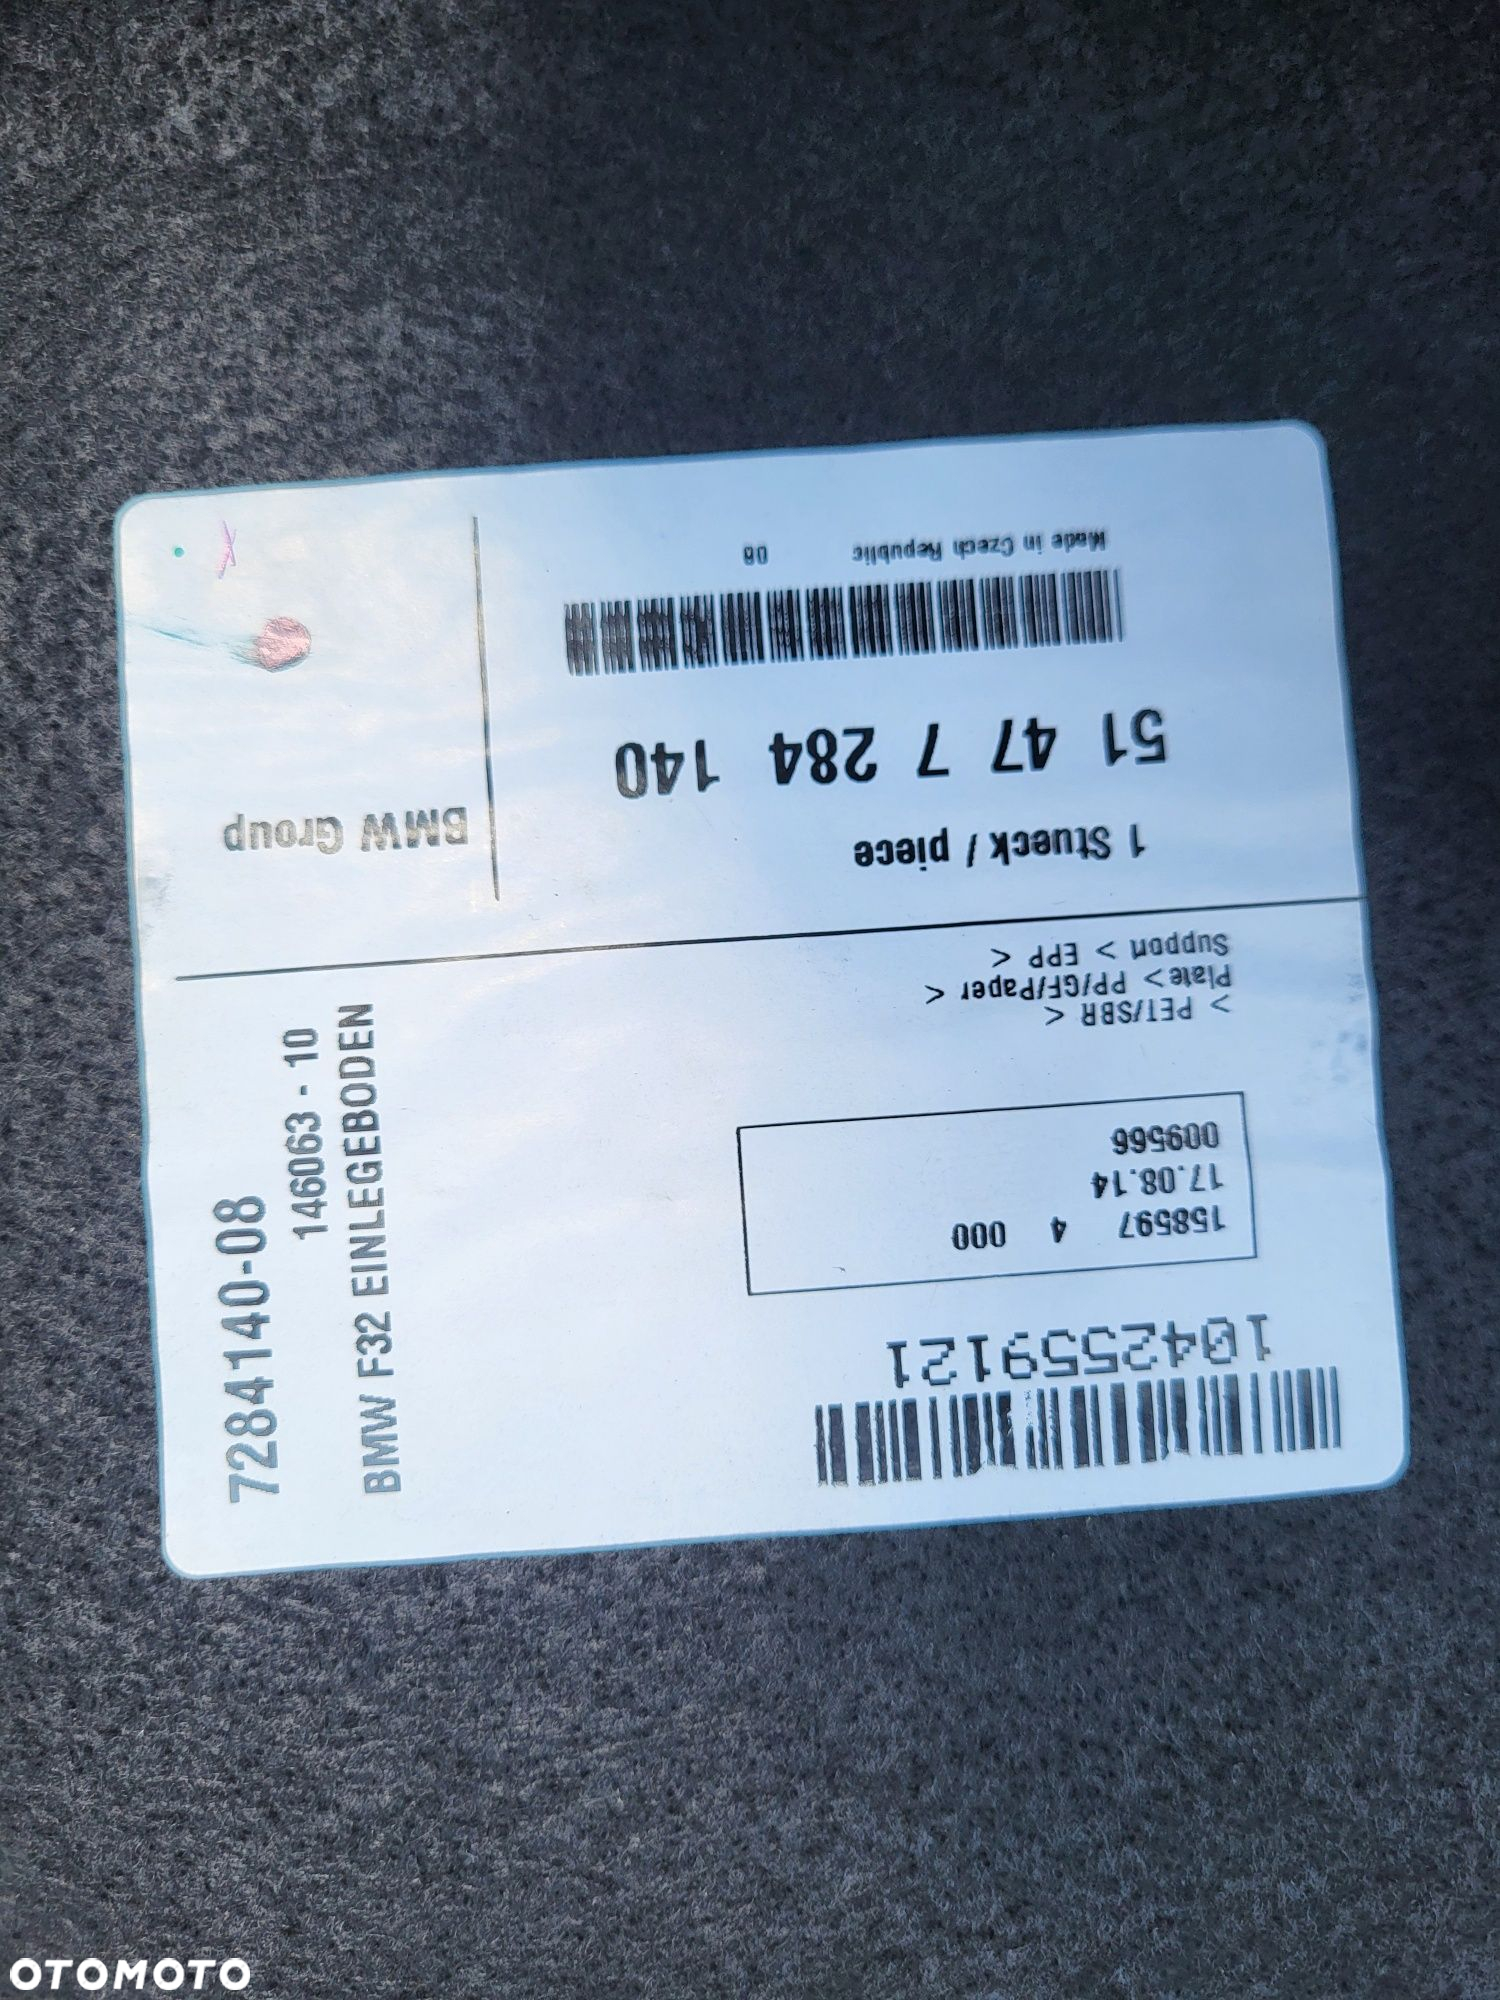 1042559121
158597 4 000
17.08.14
009566
> PET/SBR <
Plate> PP/GF/Paper <
Support > EPP <
1 Stueck / piece
51 47 7 284 140
Made in Czech Republic 08
BMW Group
7284140-08
146063 - 10
BMW F32 EINLEGEBODEN
OTOMOTO